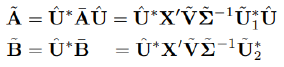 Ã = Û*ĀÛ = Û*X′ṼΣ̃⁻¹Ũ₁*Û
B̃ = Û*B̄ = Û*X′ṼΣ̃⁻¹Ũ₂*